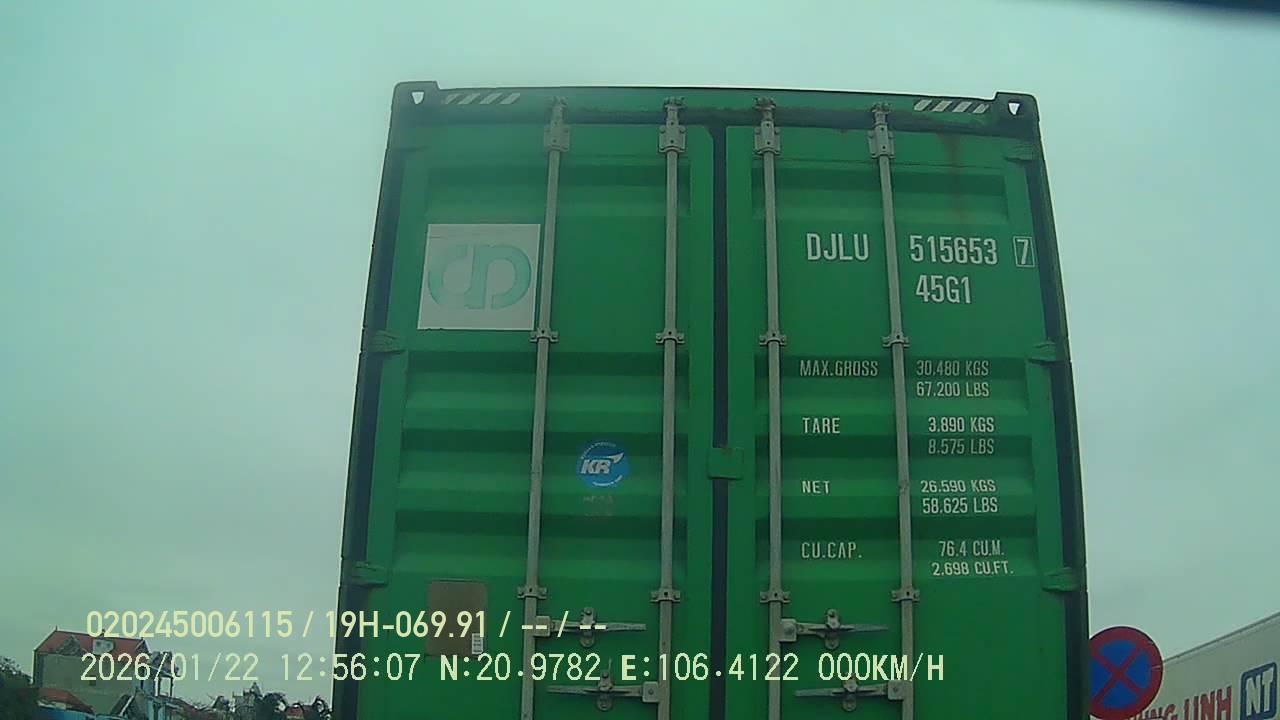 DJLU 515653 7
45G1
MAX.GROSS 30.480 KGS
67.200 LBS
TARE 3.890 KGS
8.575 LBS
NET 26.590 KGS
58.625 LBS
CU.CAP. 76.4 CU.M.
2.698 CU.FT.
KR
LINH NT
020245006115 / 19H-069.91 / -- / --
2026/01/22 12:56:07 N:20.9782 E:106.4122 000KM/H